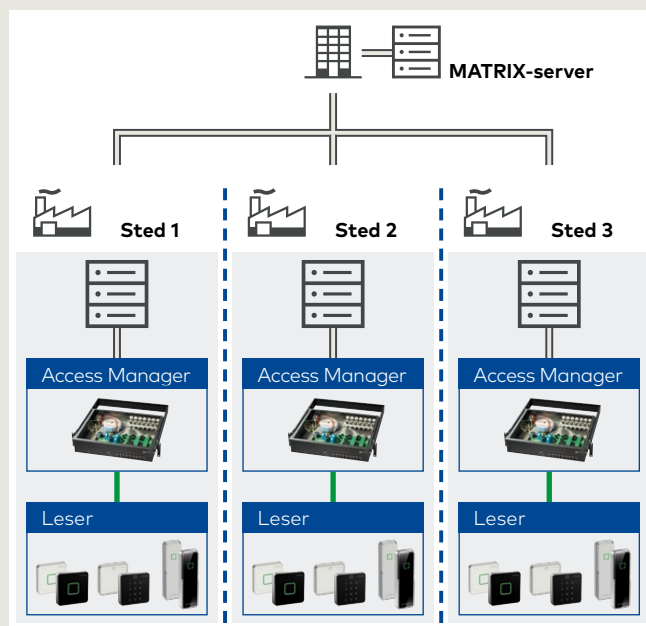 MATRIX-server
Sted 1
Sted 2
Sted 3
Access Manager
Access Manager
Access Manager
Leser
Leser
Leser